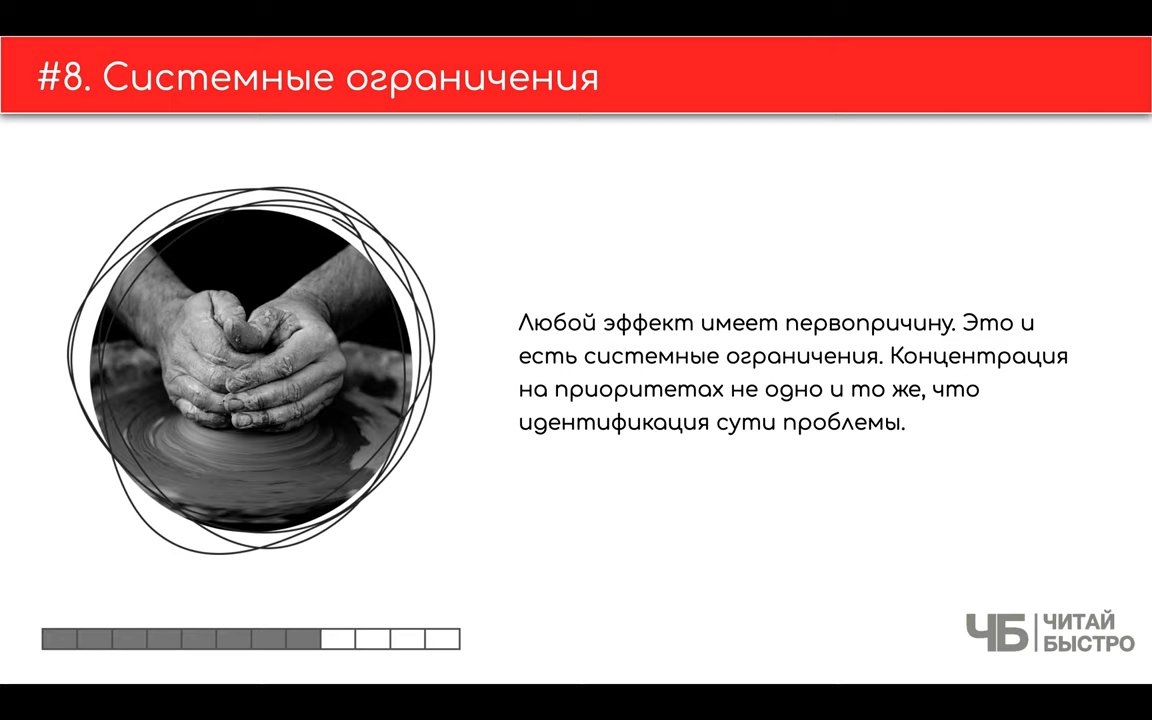 #8. Системные ограничения
Любой эффект имеет первопричину. Это и
есть системные ограничения. Концентрация
на приоритетах не одно и то же, что
идентификация сути проблемы.
ЧБ
ЧИТАЙ
БЫСТРО